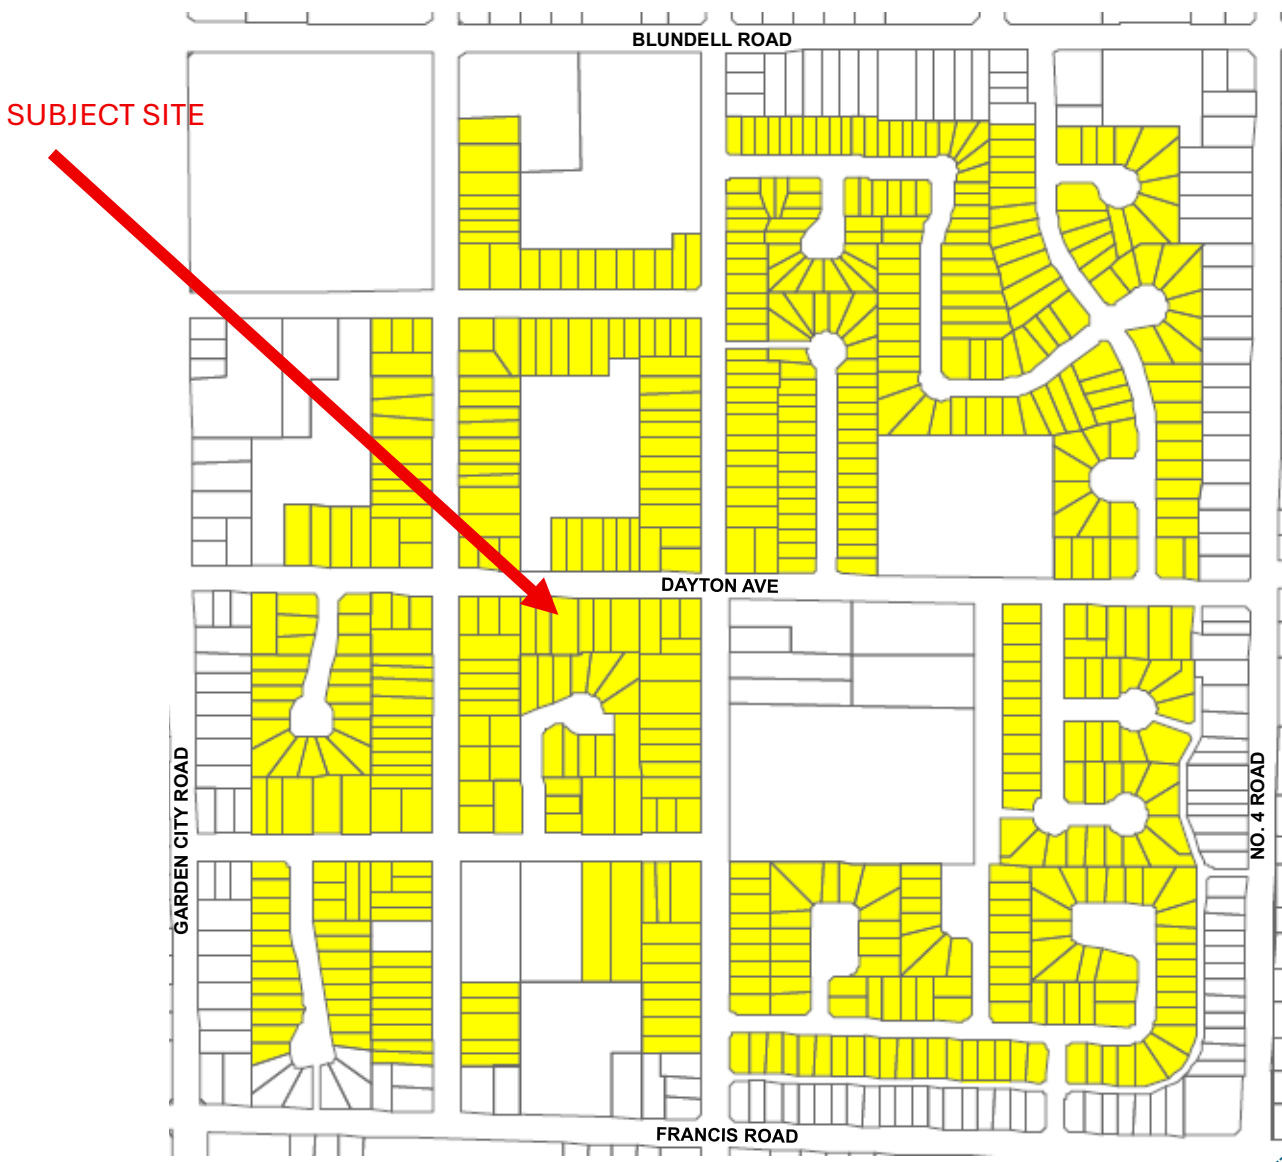 BLUNDELL ROAD
SUBJECT SITE
DAYTON AVE
GARDEN CITY ROAD
NO. 4 ROAD
FRANCIS ROAD